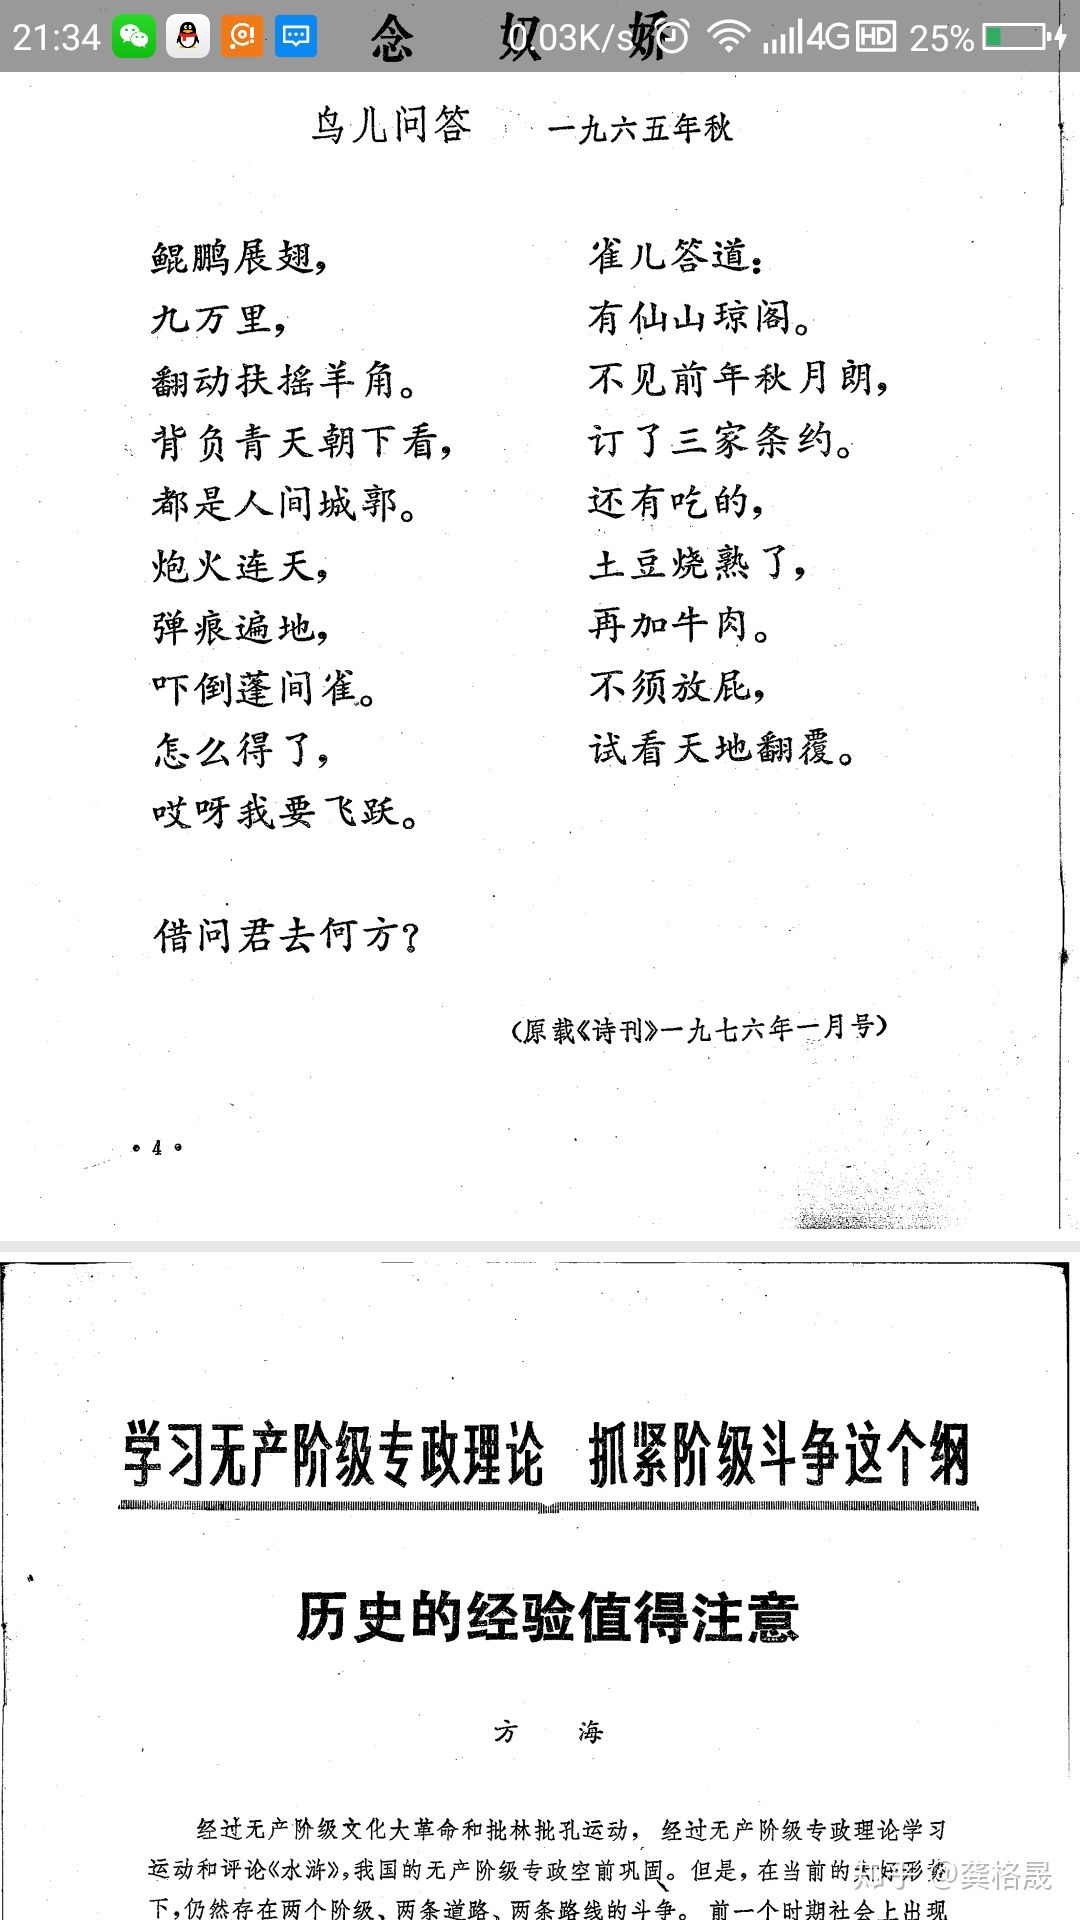 21:34 0.03K/s 4G HD 25%
念 奴 娇
鸟儿问答 一九六五年秋
鲲鹏展翅，
九万里，
翻动扶摇羊角。
背负青天朝下看，
都是人间城郭。
炮火连天，
弹痕遍地，
吓倒蓬间雀。
怎么得了，
哎呀我要飞跃。
借问君去何方？
雀儿答道：
有仙山琼阁。
不见前年秋月朗，
订了三家条约。
还有吃的，
土豆烧熟了，
再加牛肉。
不须放屁，
试看天地翻覆。
（原载《诗刊》一九七六年一月号）
·4·
学习无产阶级专政理论 抓紧阶级斗争这个纲
历史的经验值得注意
方 海
经过无产阶级文化大革命和批林批孔运动，经过无产阶级专政理论学习
运动和评论《水浒》，我国的无产阶级专政空前巩固。但是，在当前的大好形势
下，仍然存在两个阶级、两条道路、两条路线的斗争。前一个时期社会上出现
知乎 @龚格晟